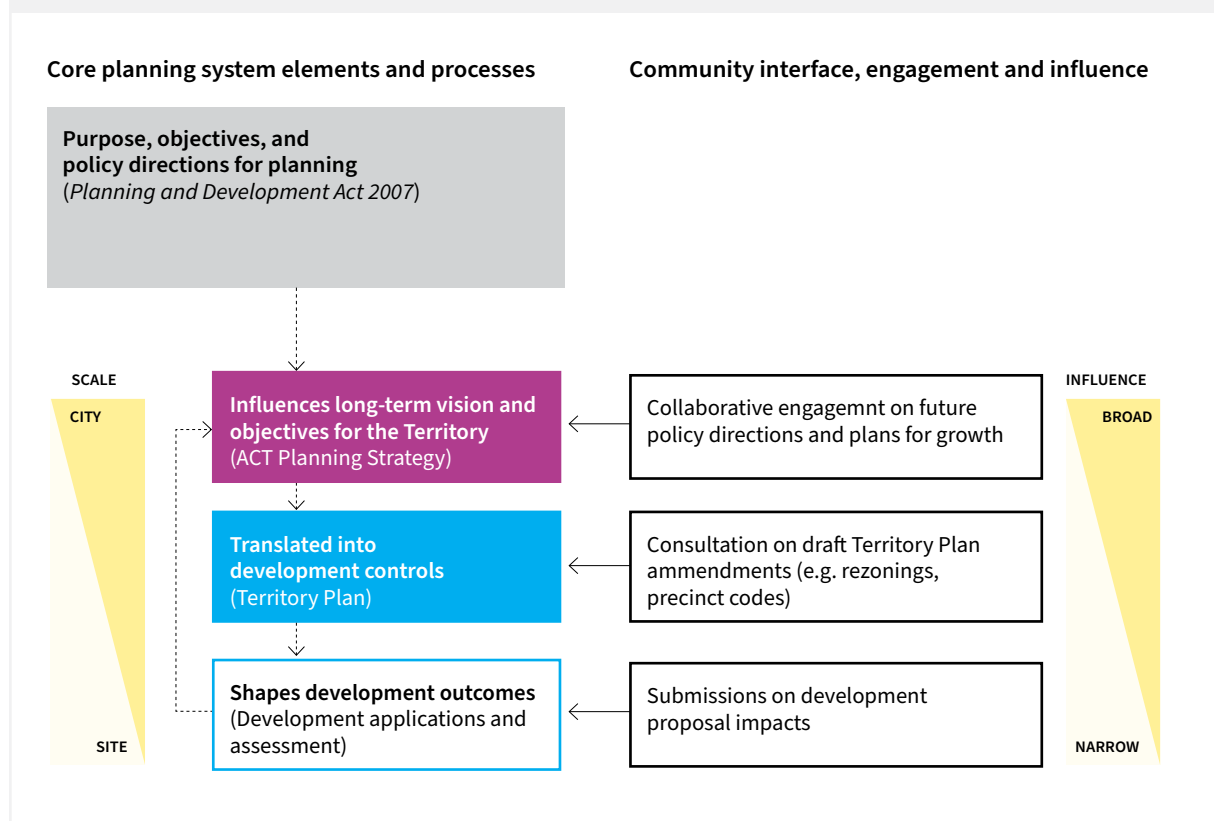 Core planning system elements and processes
Community interface, engagement and influence
Purpose, objectives, and
policy directions for planning
(Planning and Development Act 2007)
SCALE
CITY
SITE
Influences long-term vision and
objectives for the Territory
(ACT Planning Strategy)
Collaborative engagemnt on future
policy directions and plans for growth
INFLUENCE
BROAD
NARROW
Translated into
development controls
(Territory Plan)
Consultation on draft Territory Plan
ammendments (e.g. rezonings,
precinct codes)
Shapes development outcomes
(Development applications and
assessment)
Submissions on development
proposal impacts